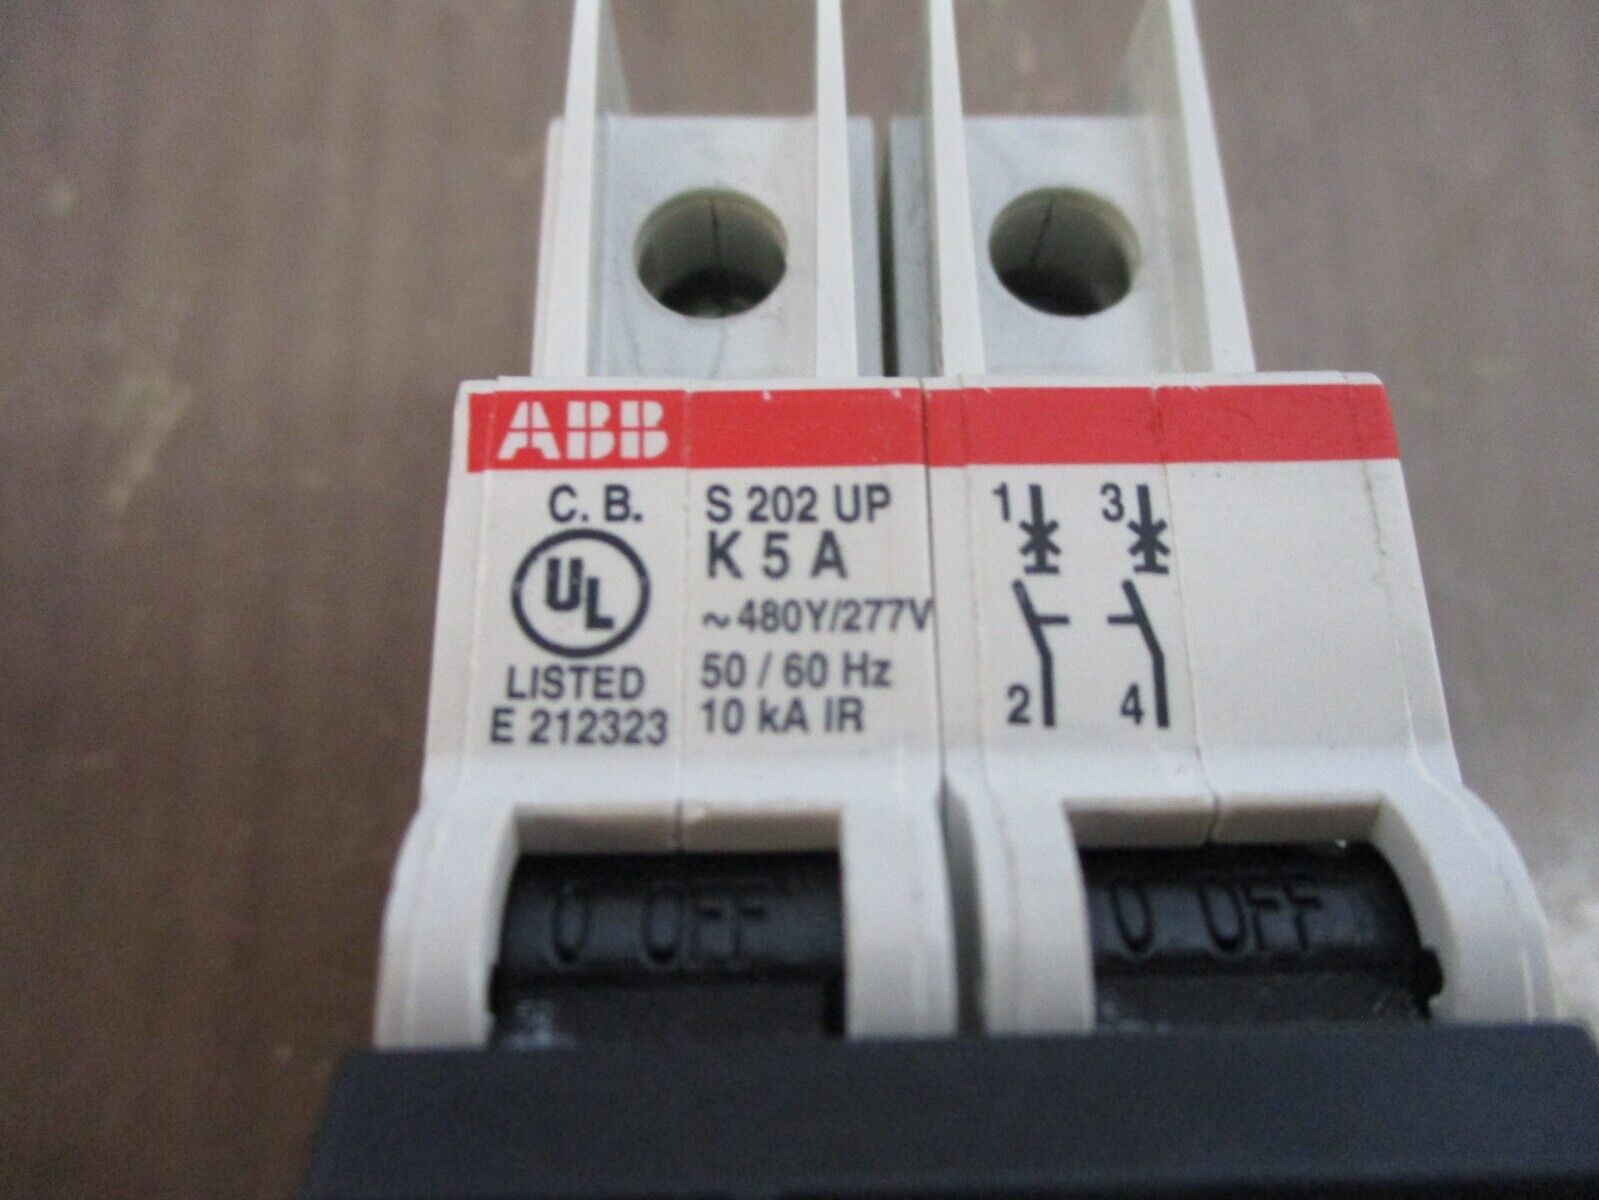 ABB
C. B.
UL
LISTED
E 212323
S 202 UP
K 5 A
~480Y/277V
50 / 60 Hz
10 kA IR
1 3
2 4
0 OFF
0 OFF